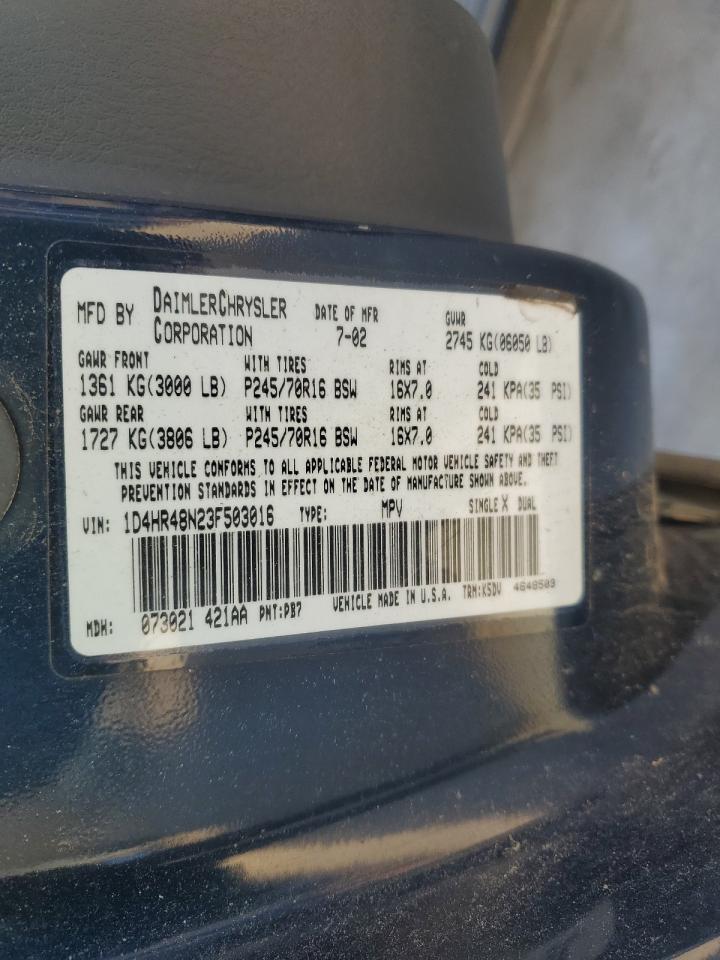 MFD BY DAIMLERCHRYSLER CORPORATION DATE OF MFR 7-02 GVWR 2745 KG(06050 LB)
GAWR FRONT WITH TIRES RIMS AT COLD
1361 KG(3000 LB) P245/70R16 BSW 16X7.0 241 KPA(35 PSI)
GAWR REAR WITH TIRES RIMS AT COLD
1727 KG(3806 LB) P245/70R16 BSW 16X7.0 241 KPA(35 PSI)
THIS VEHICLE CONFORMS TO ALL APPLICABLE FEDERAL MOTOR VEHICLE SAFETY AND THEFT
PREVENTION STANDARDS IN EFFECT ON THE DATE OF MANUFACTURE SHOWN ABOVE.
VIN: 1D4HR48N23F503016 TYPE: MPV SINGLE X DUAL
MDH: 073021 421AA PNT:PB7 VEHICLE MADE IN U.S.A. TRM:K5DV 4648509